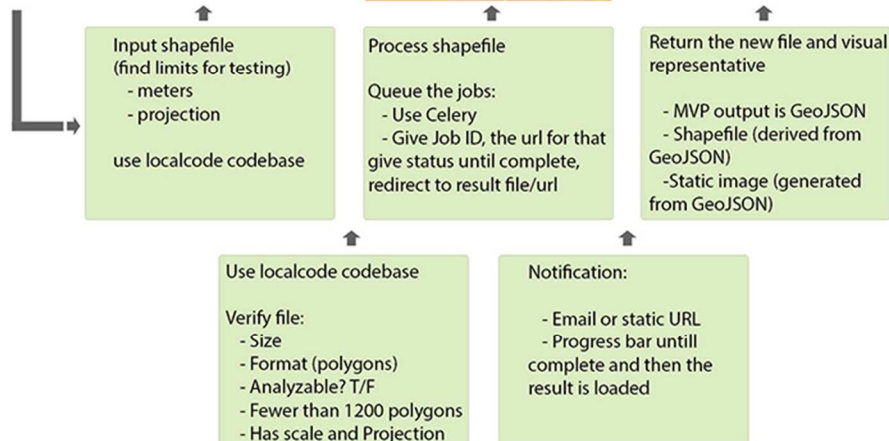 Input shapefile
(find limits for testing)
- meters
- projection
use localcode codebase
Process shapefile
Queue the jobs:
- Use Celery
- Give Job ID, the url for that
give status until complete,
redirect to result file/url
Return the new file and visual
representative
- MVP output is GeoJSON
- Shapefile (derived from
GeoJSON)
-Static image (generated
from GeoJSON)
Use localcode codebase
Verify file:
- Size
- Format (polygons)
- Analyzable? T/F
- Fewer than 1200 polygons
- Has scale and Projection
Notification:
- Email or static URL
- Progress bar untill
complete and then the
result is loaded